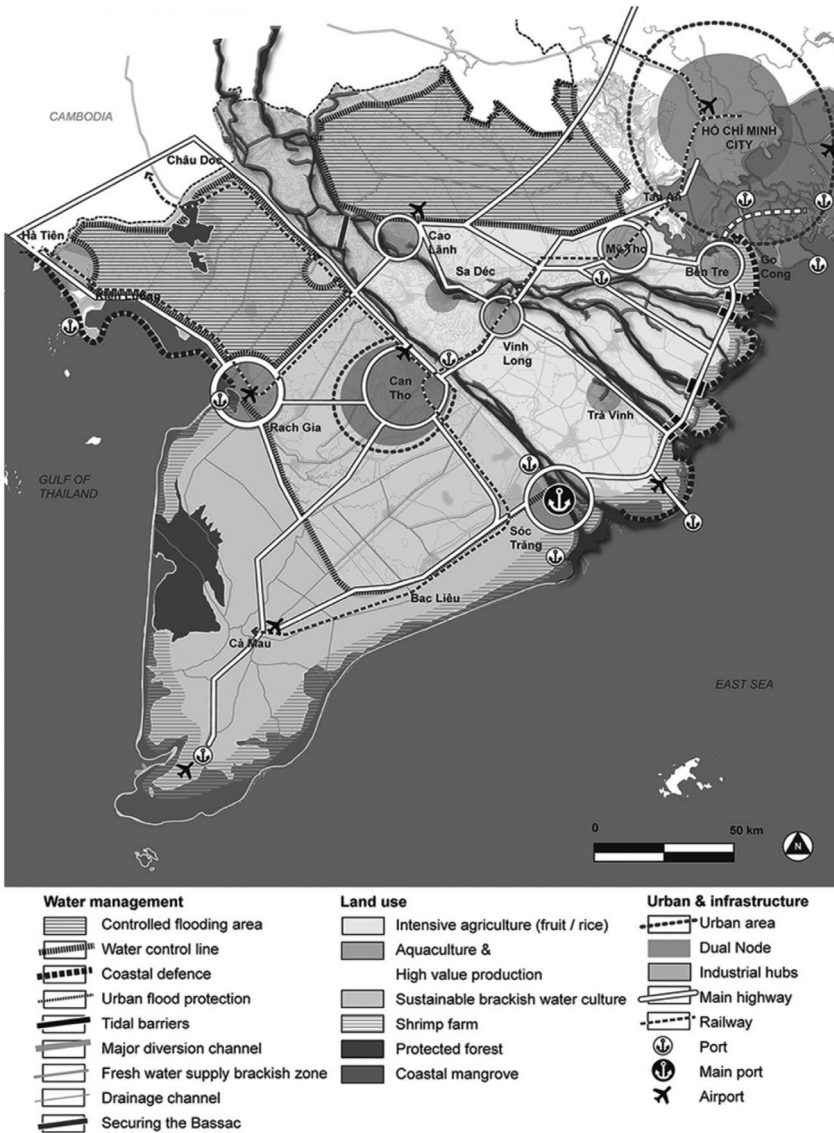 CAMBODIA
HỒ CHÍ MINH
CITY
Châu Doc
Tân An
Hà Tiên
Cao
Lãnh
Mỹ Tho
Sa Déc
Bên Tre
Go
Cong
Kiên Luong
Vinh
Long
Can
Tho
Trà Vinh
Rach Gia
GULF OF
THAILAND
Sóc
Trăng
Bac Liêu
Cà Mau
EAST SEA
0 50 km
N
Water management
Controlled flooding area
Water control line
Coastal defence
Urban flood protection
Tidal barriers
Major diversion channel
Fresh water supply brackish zone
Drainage channel
Securing the Bassac
Land use
Intensive agriculture (fruit / rice)
Aquaculture &
High value production
Sustainable brackish water culture
Shrimp farm
Protected forest
Coastal mangrove
Urban & infrastructure
Urban area
Dual Node
Industrial hubs
Main highway
Railway
Port
Main port
Airport